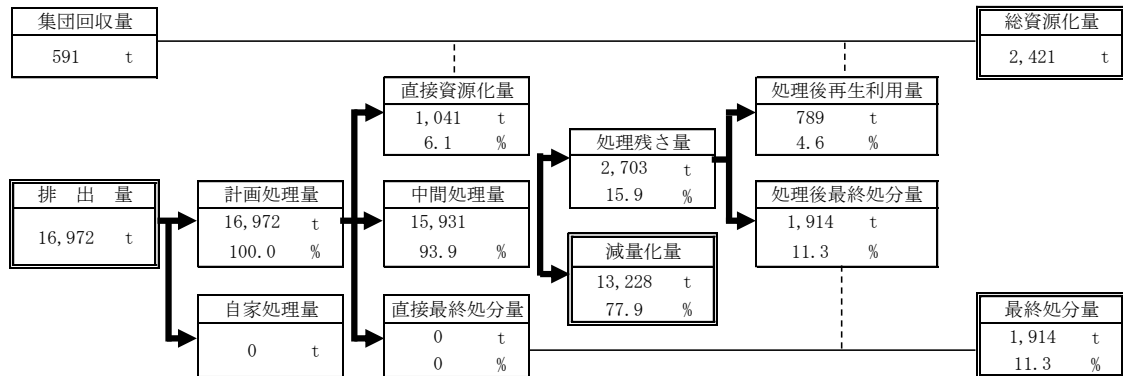 集団回収量
591 t
総資源化量
2,421 t
直接資源化量
1,041 t
6.1 %
処理後再生利用量
789 t
4.6 %
処理残さ量
2,703 t
15.9 %
排 出 量
16,972 t
計画処理量
16,972 t
100.0 %
中間処理量
15,931
93.9 %
処理後最終処分量
1,914 t
11.3 %
減量化量
13,228 t
77.9 %
自家処理量
0 t
直接最終処分量
0 t
0 %
最終処分量
1,914 t
11.3 %